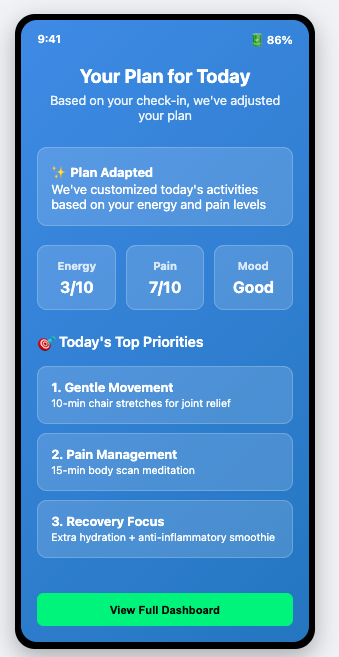 9:41
🔋 86%
Your Plan for Today
Based on your check-in, we've adjusted
your plan
✨ Plan Adapted
We've customized today's activities
based on your energy and pain levels
Energy
3/10
Pain
7/10
Mood
Good
🎯 Today's Top Priorities
1. Gentle Movement
10-min chair stretches for joint relief
2. Pain Management
15-min body scan meditation
3. Recovery Focus
Extra hydration + anti-inflammatory smoothie
View Full Dashboard